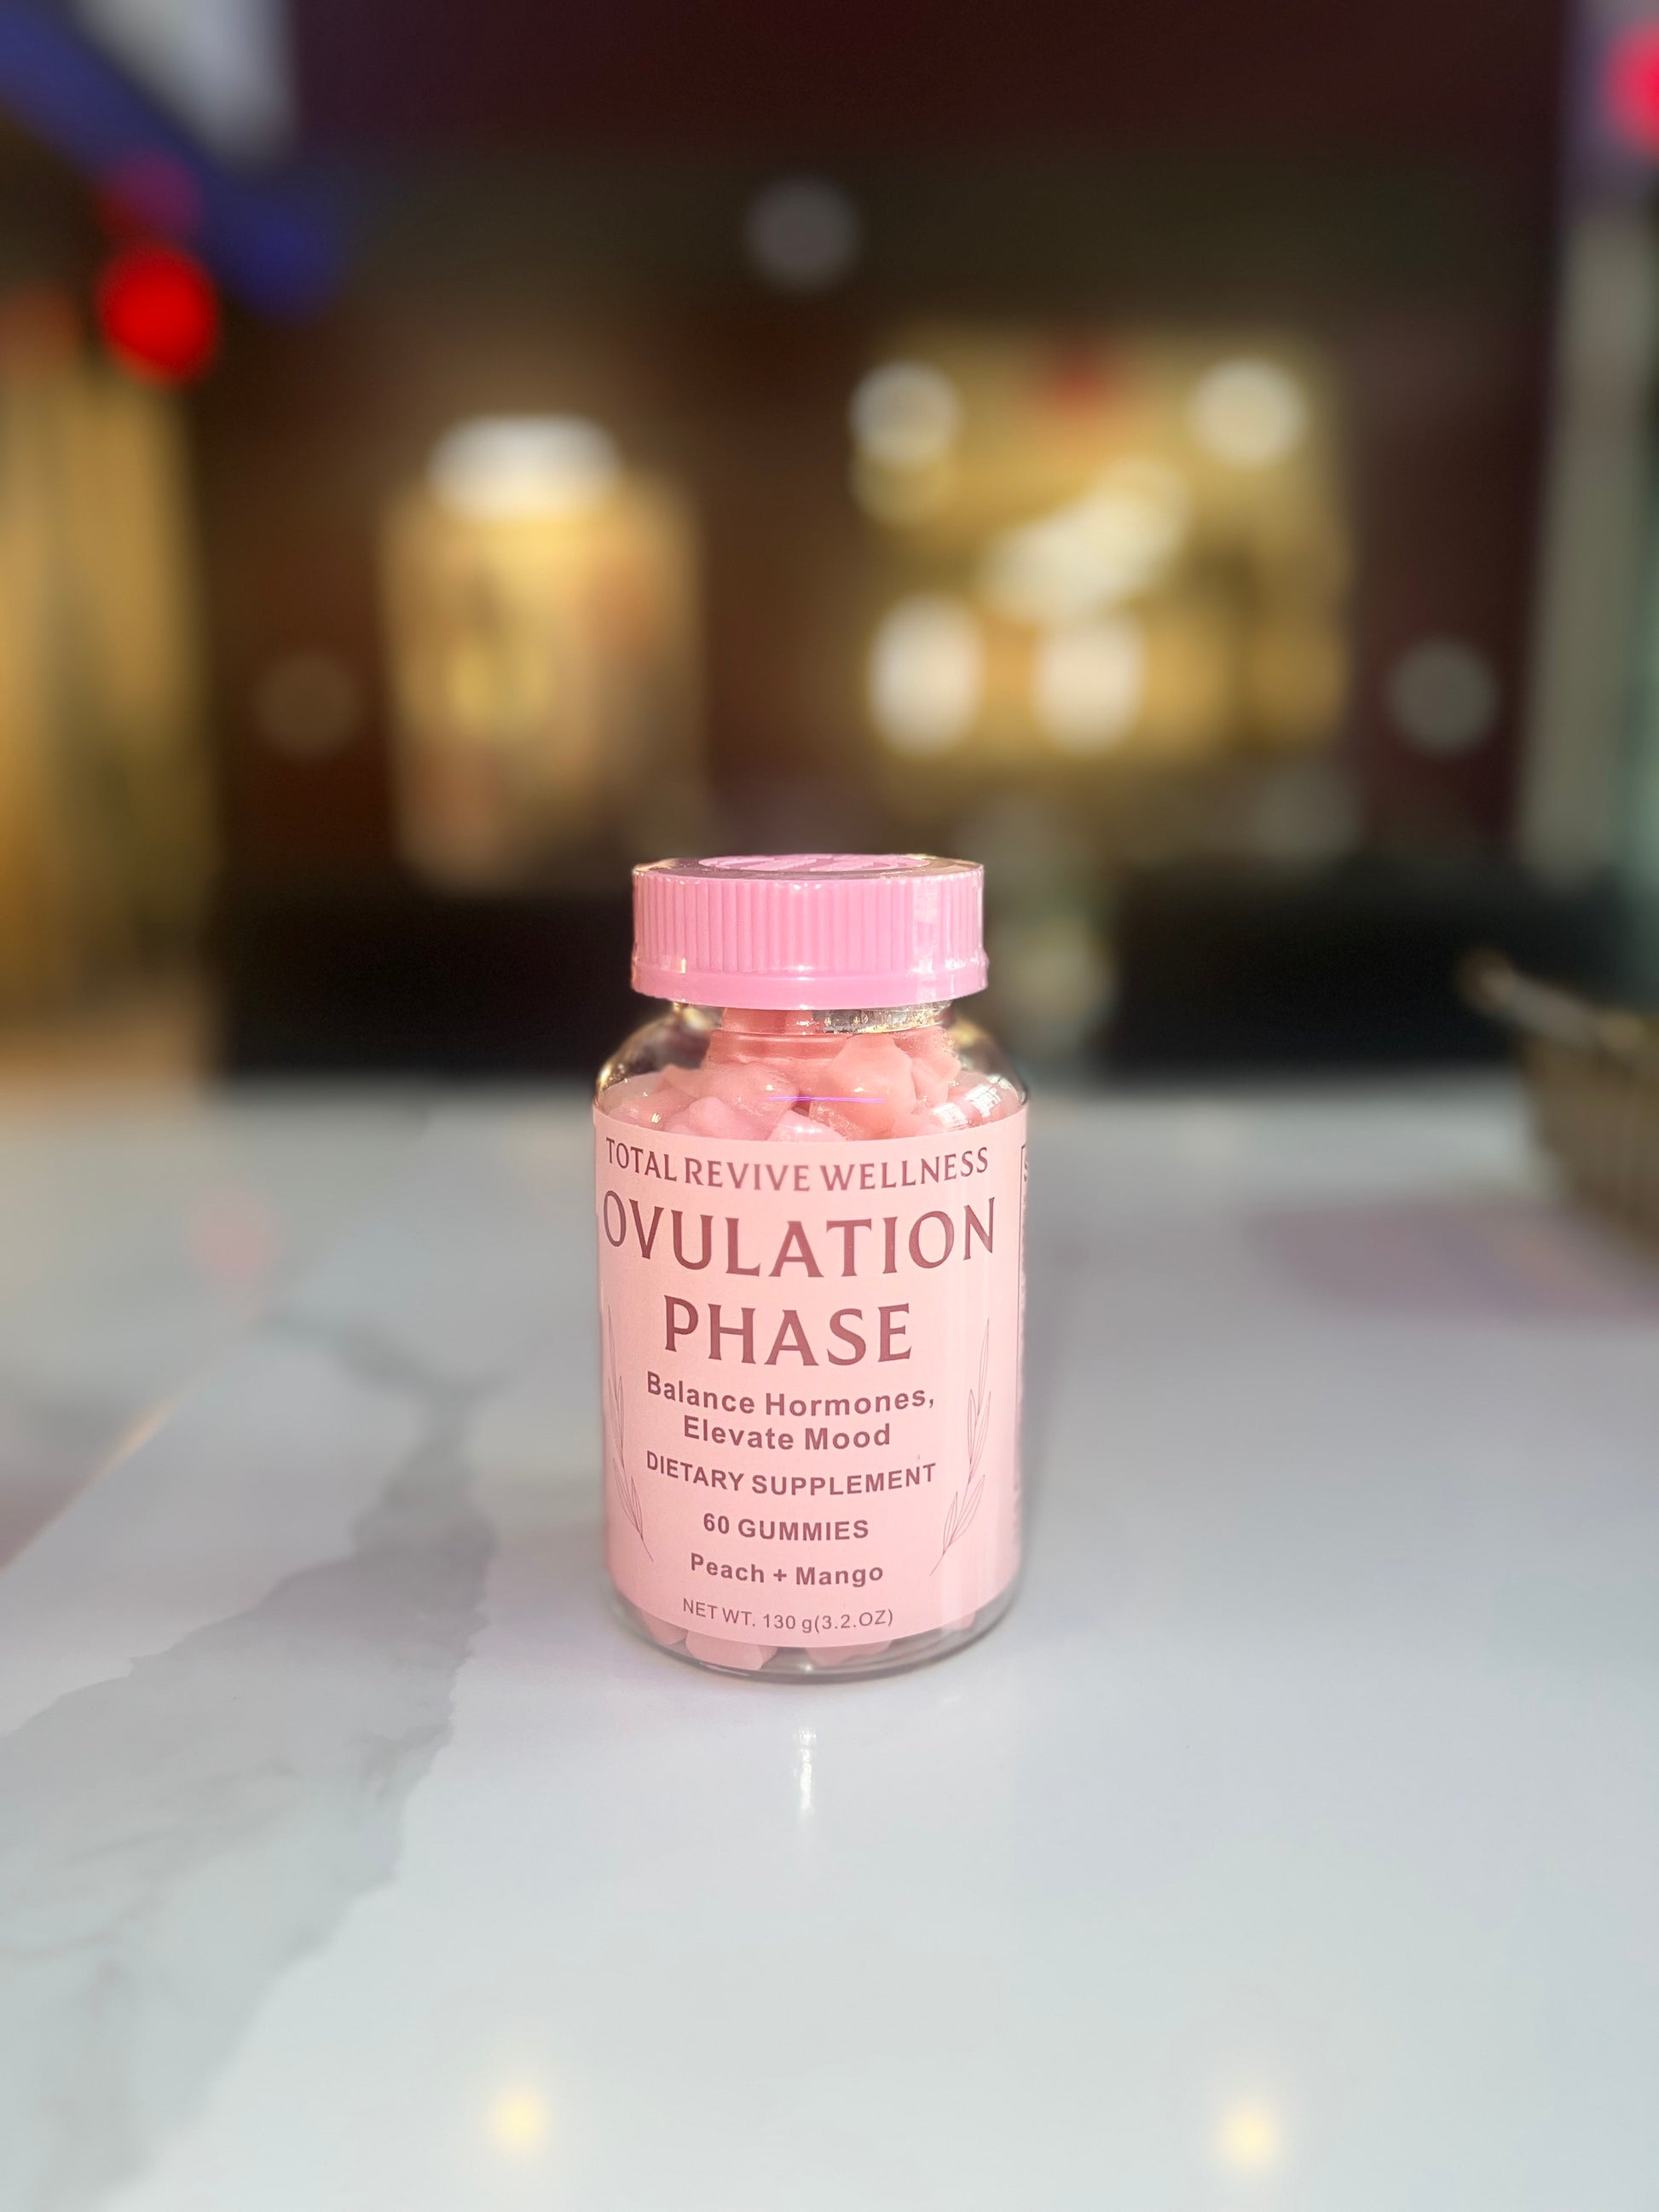 TOTAL REVIVE WELLNESS
OVULATION
PHASE
Balance Hormones,
Elevate Mood
DIETARY SUPPLEMENT
60 GUMMIES
Peach + Mango
NET WT. 130 g(3.2.OZ)